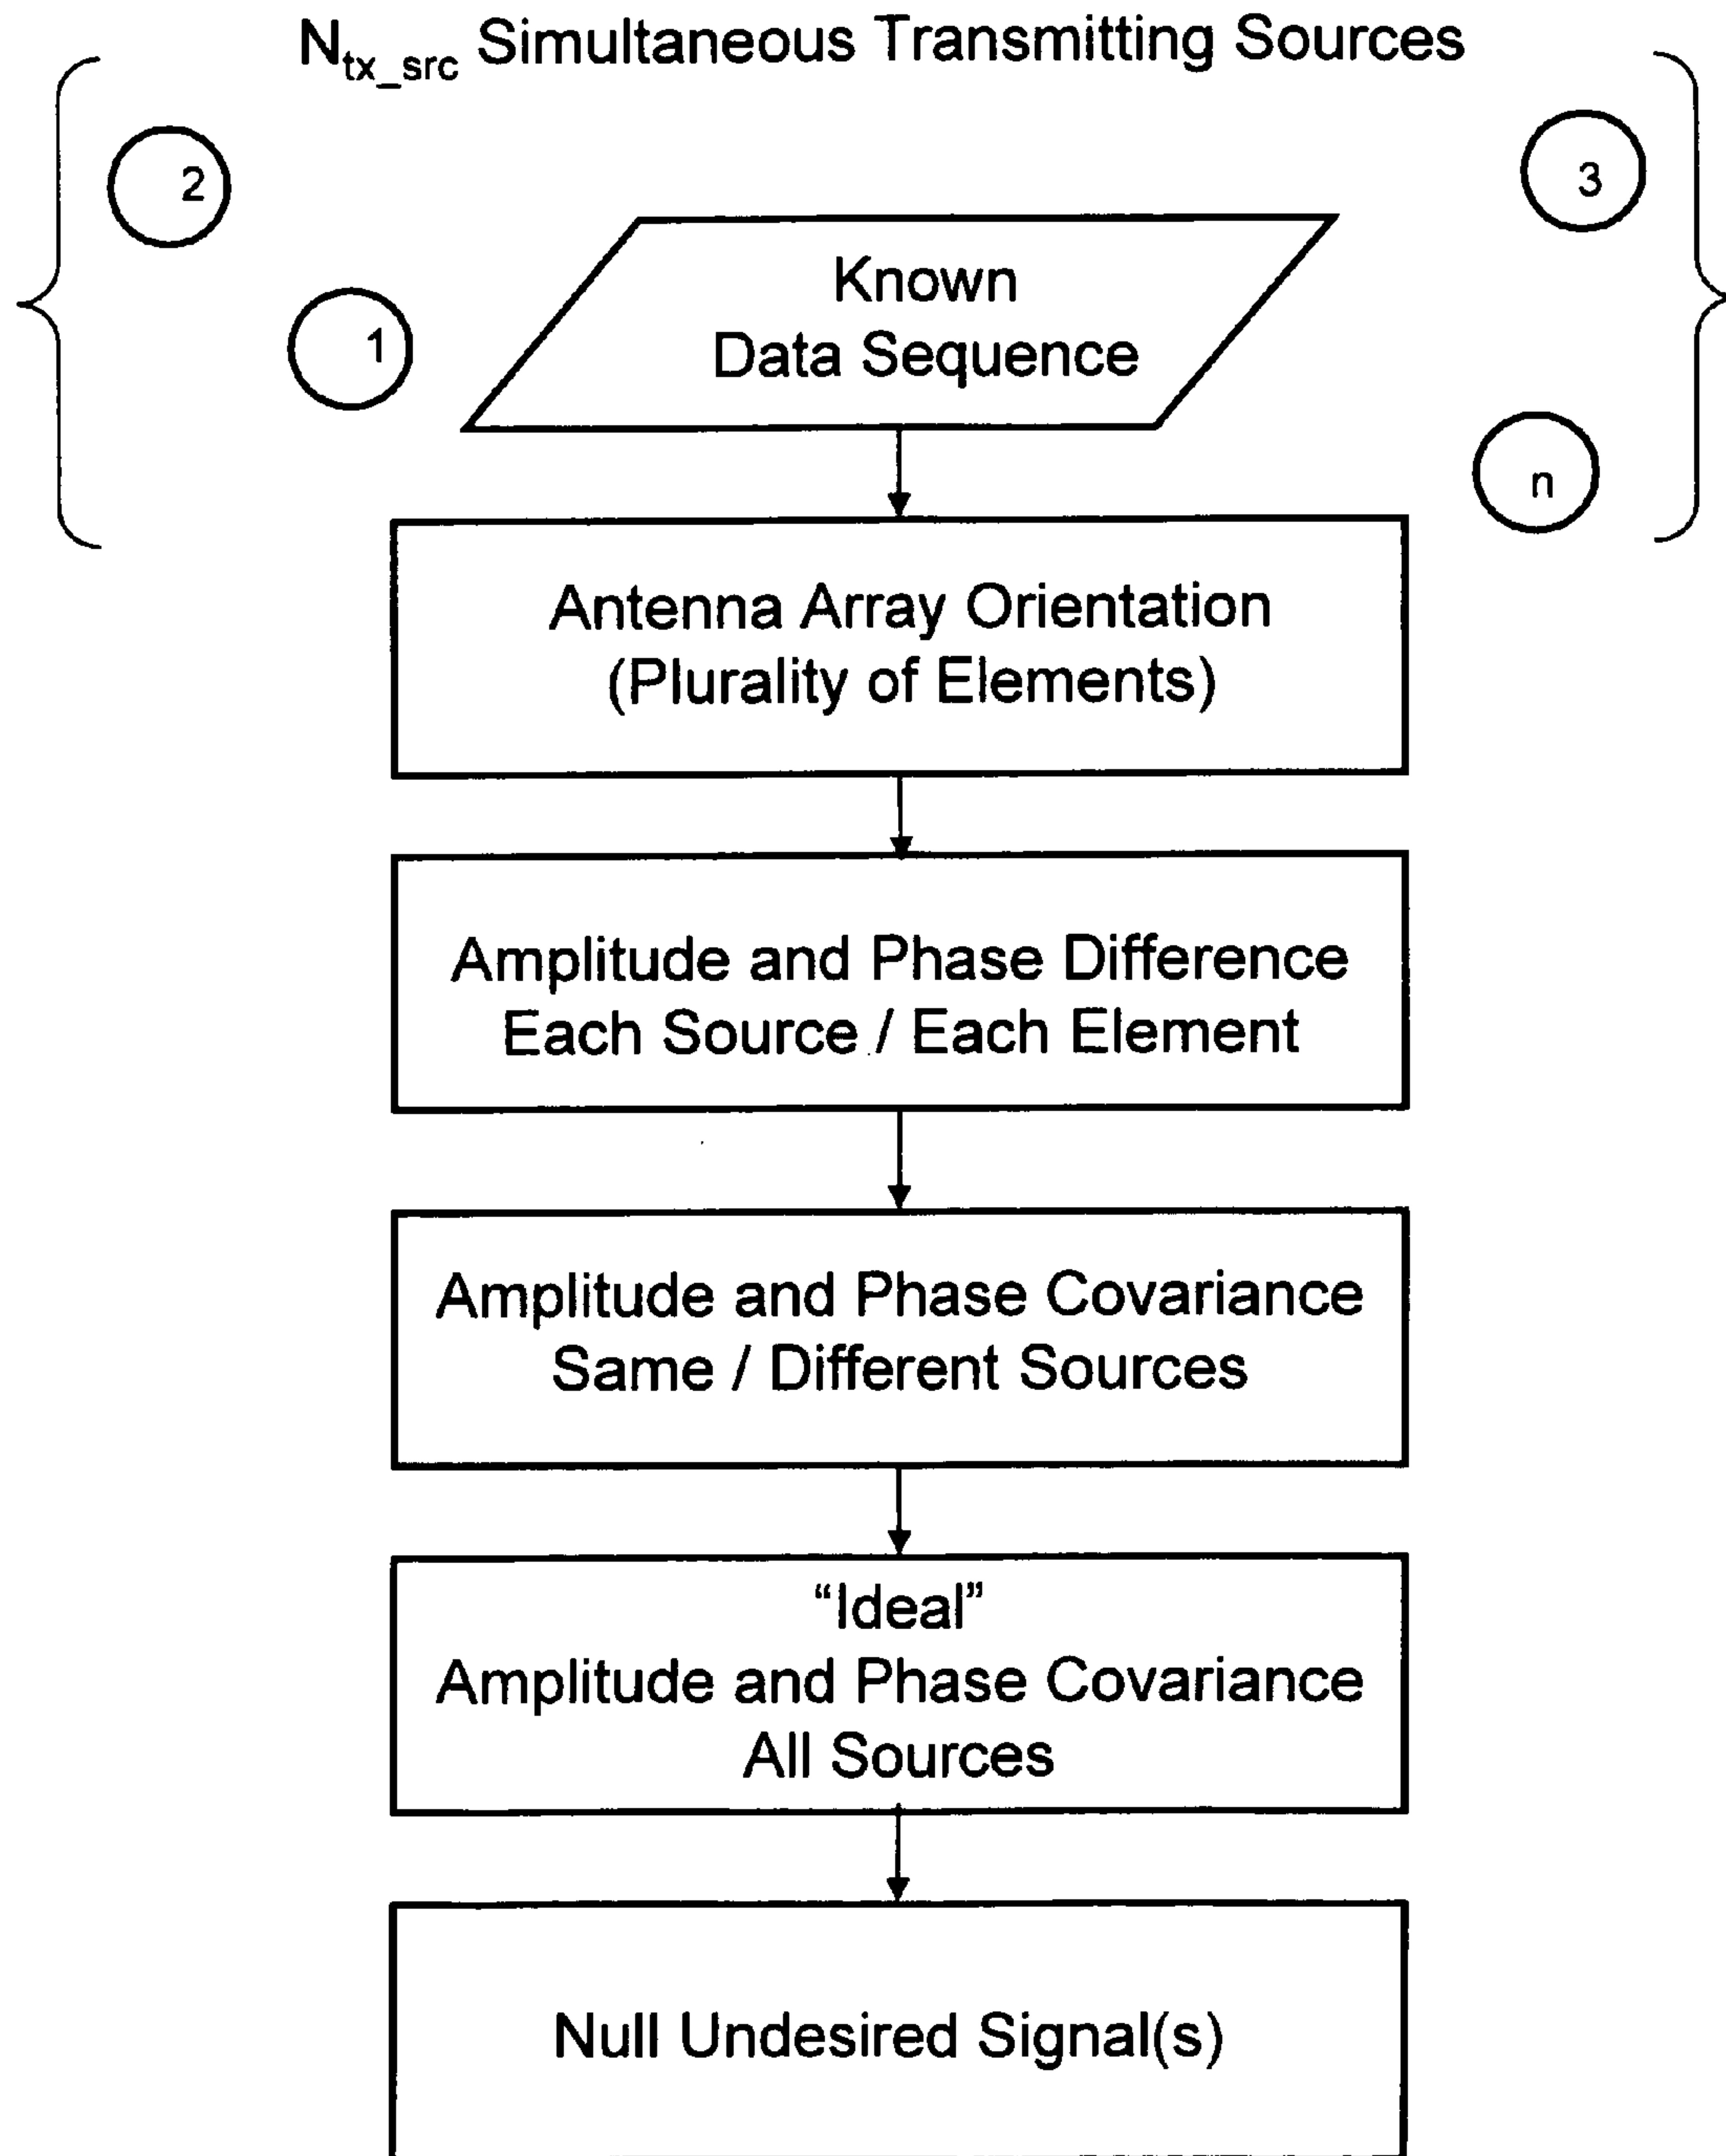 N_tx_src Simultaneous Transmitting Sources
2
3
1
Known
Data Sequence
n
Antenna Array Orientation
(Plurality of Elements)
Amplitude and Phase Difference
Each Source / Each Element
Amplitude and Phase Covariance
Same / Different Sources
“Ideal”
Amplitude and Phase Covariance
All Sources
Null Undesired Signal(s)